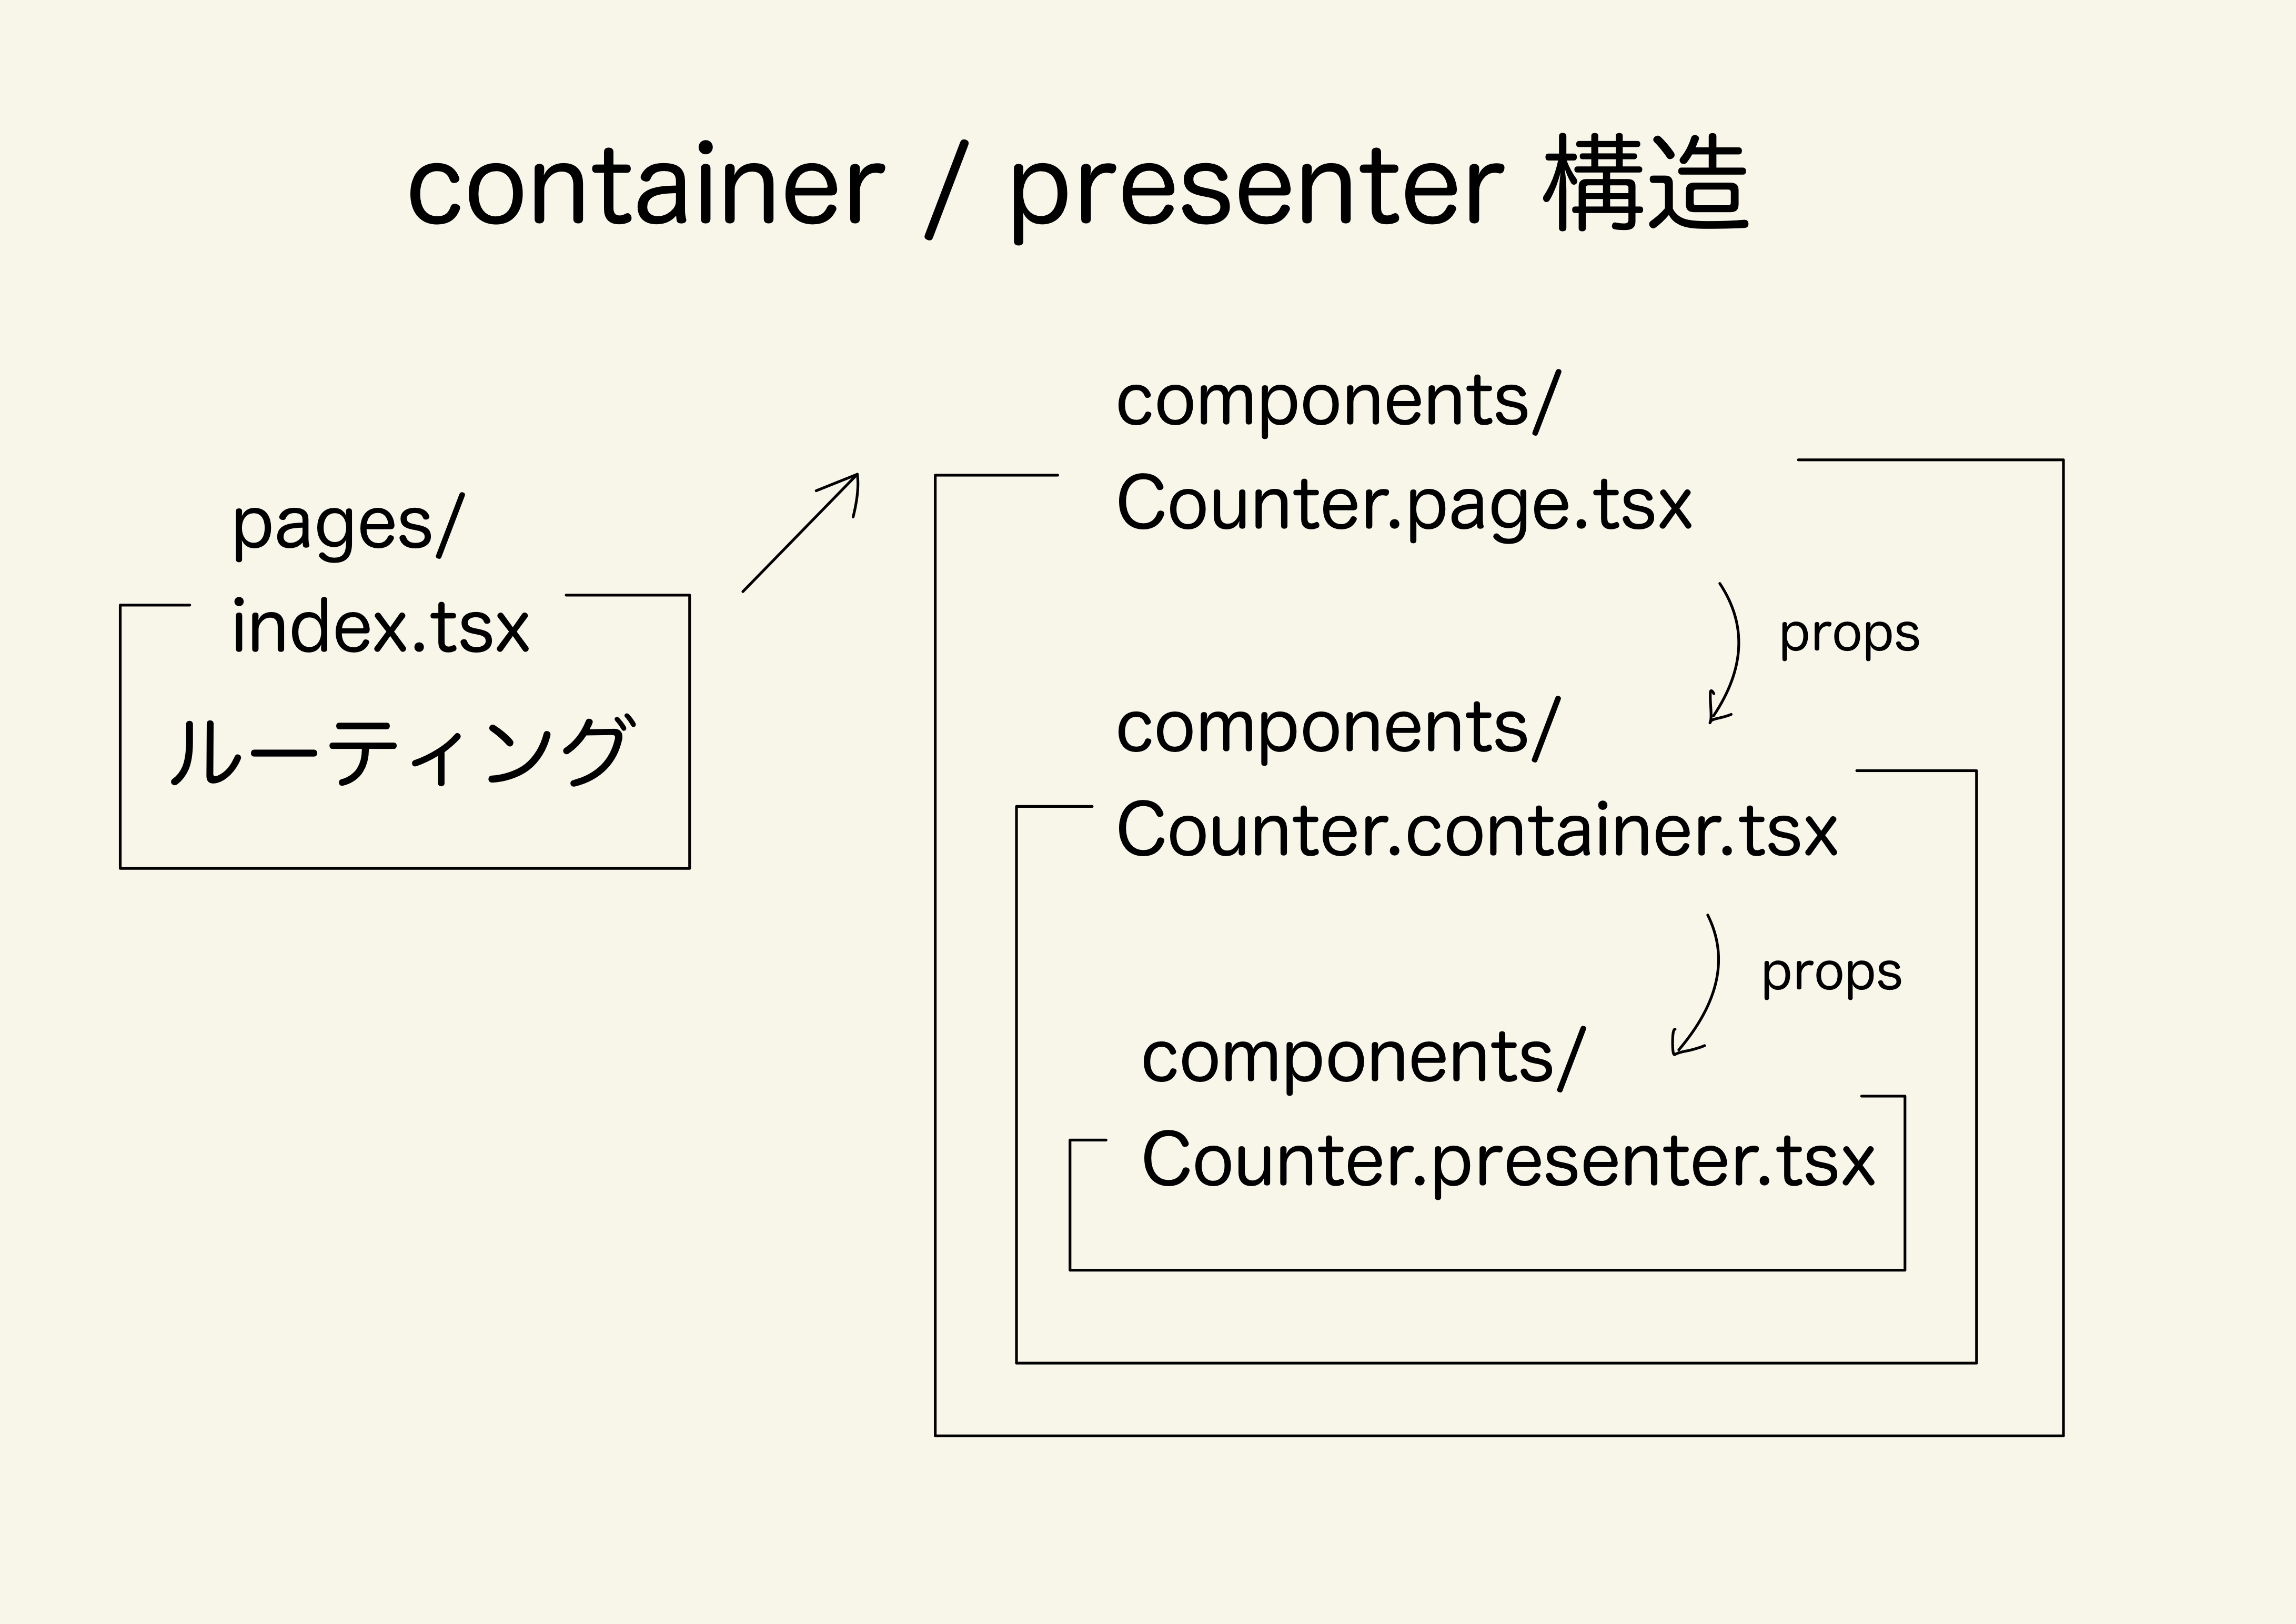 container / presenter 構造
pages/
index.tsx
ルーティング
components/
Counter.page.tsx
props
components/
Counter.container.tsx
props
components/
Counter.presenter.tsx